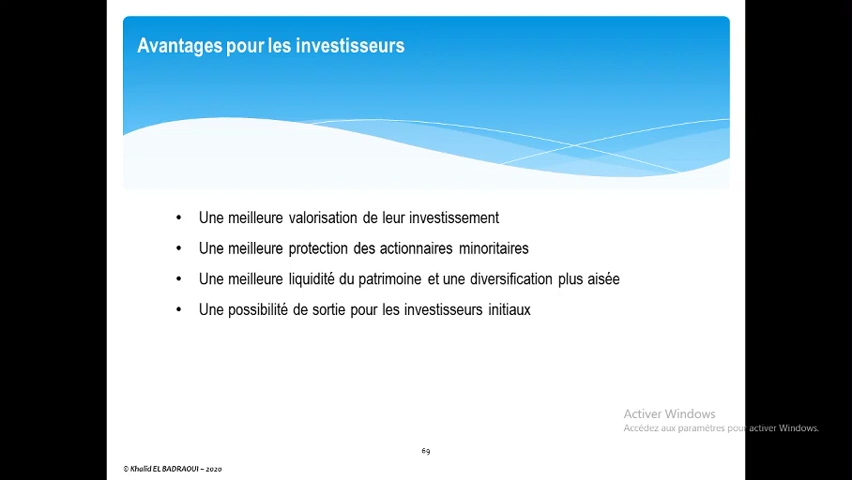 Avantages pour les investisseurs
• Une meilleure valorisation de leur investissement
• Une meilleure protection des actionnaires minoritaires
• Une meilleure liquidité du patrimoine et une diversification plus aisée
• Une possibilité de sortie pour les investisseurs initiaux
Activer Windows
Accédez aux paramètres pour activer Windows.
69
© Khalid EL BADRAOUI – 2020